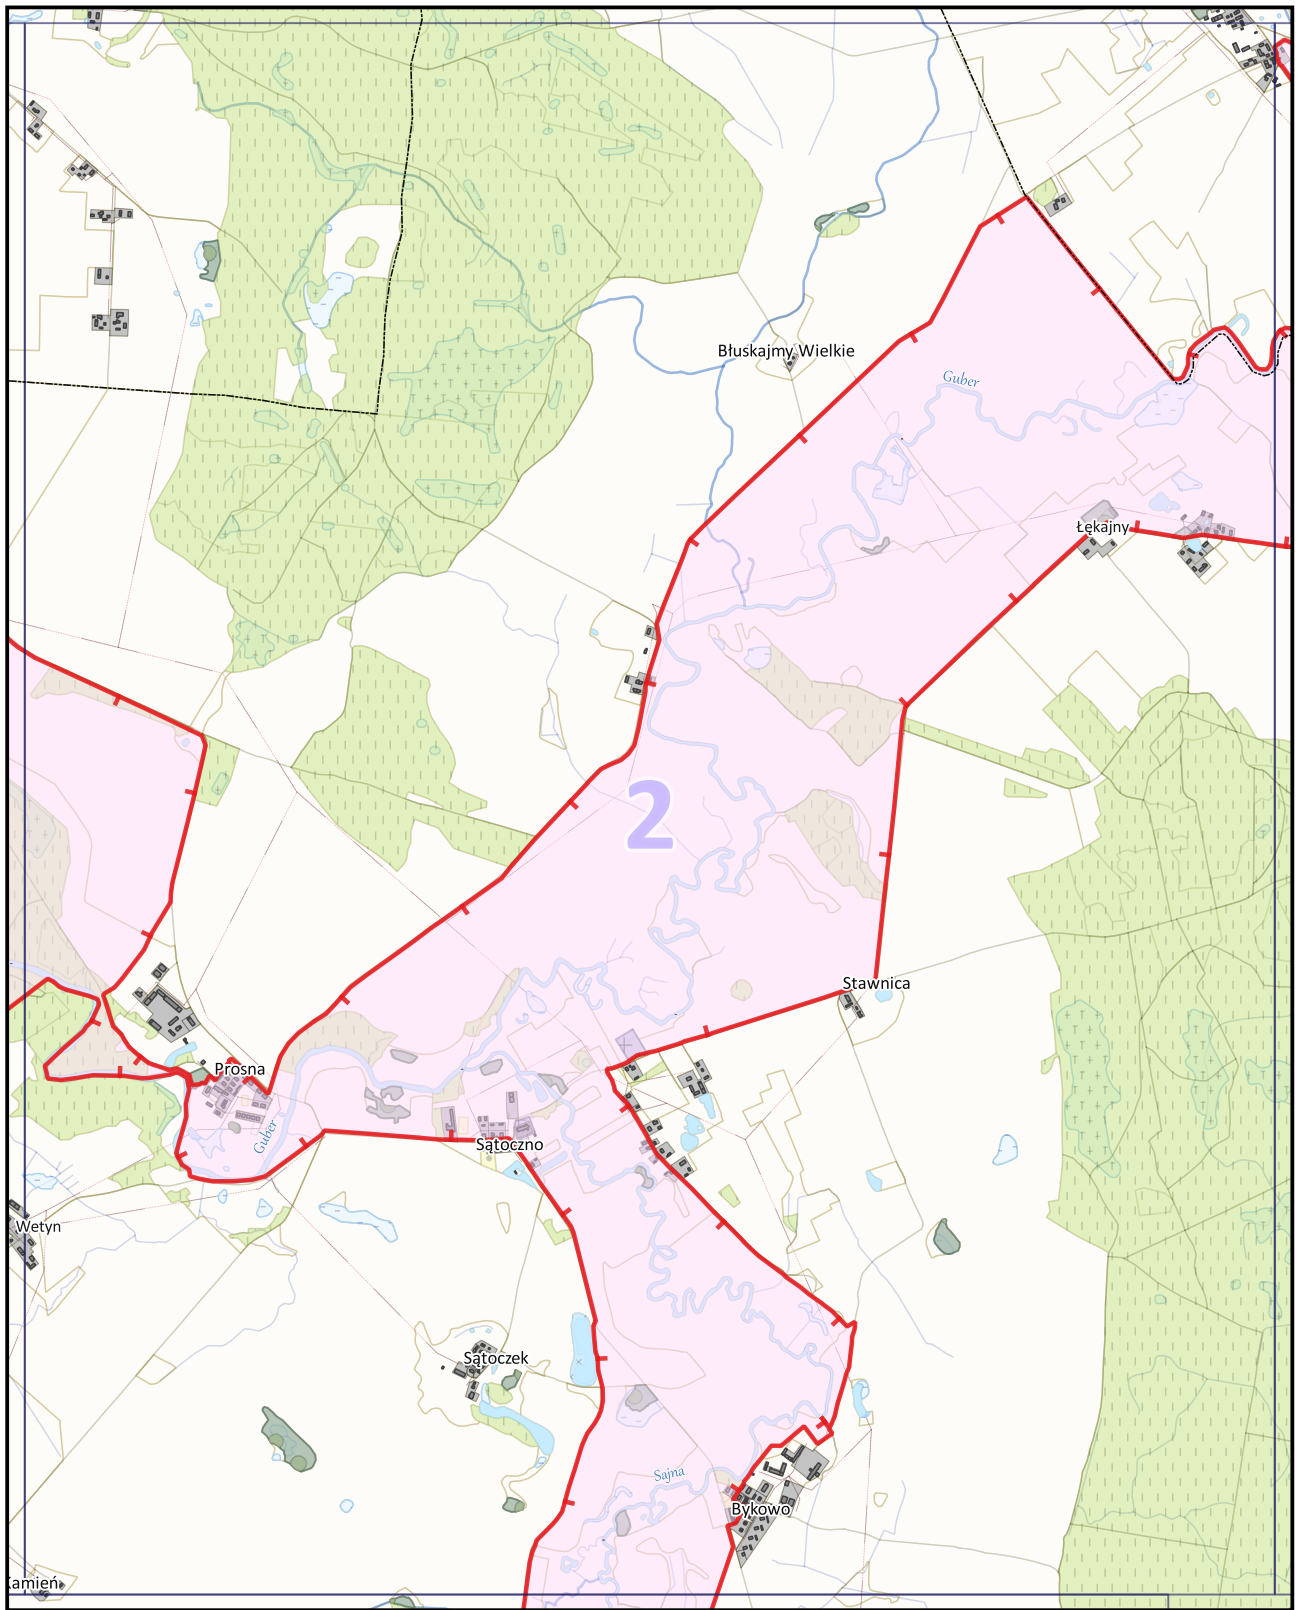 Błuskajmy Wielkie
Guber
Łękajny
2
Stawnica
Prosna
Guber
Sątoczno
Wetyn
Sątoczek
Sajna
Bykowo
Kamień